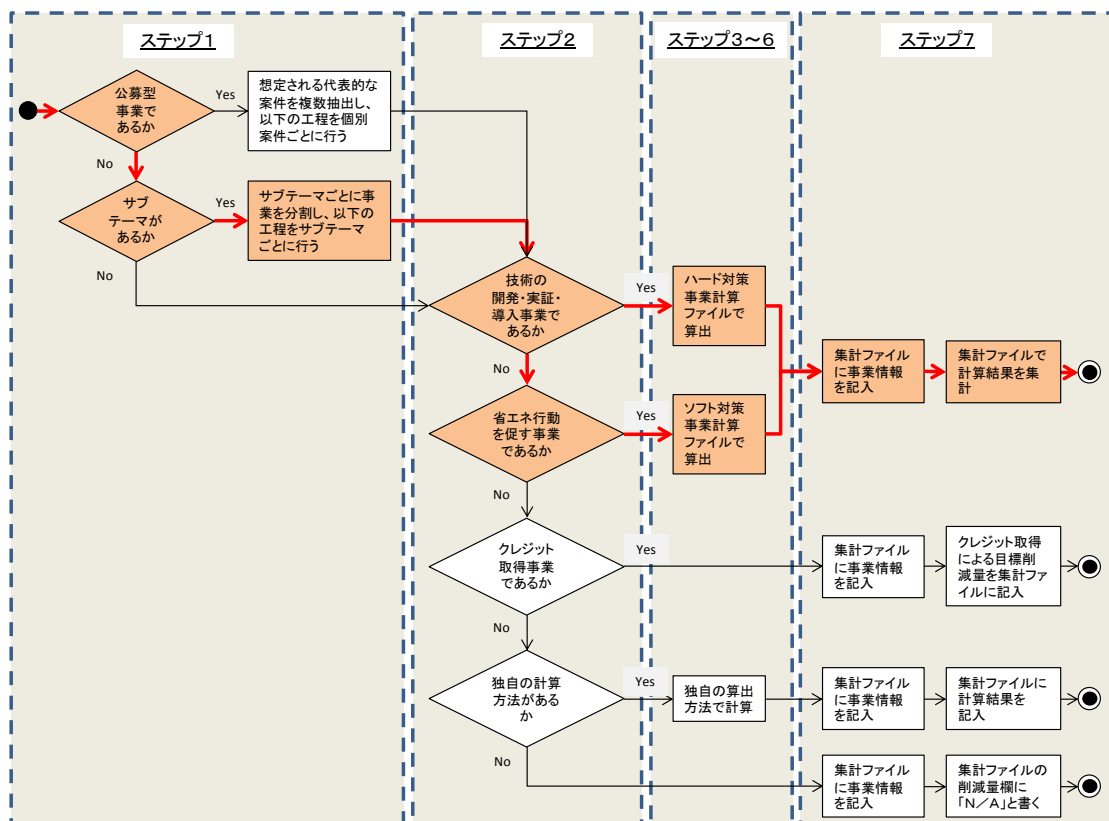 ステップ1
ステップ2
ステップ3～6
ステップ7
公募型
事業で
あるか
Yes
想定される代表的な
案件を複数抽出し、
以下の工程を個別
案件ごとに行う
No
サブ
テーマが
あるか
Yes
サブテーマごとに事
業を分割し、以下の
工程をサブテーマ
ごとに行う
No
技術の
開発・実証・
導入事業で
あるか
Yes
ハード対策
事業計算
ファイルで
算出
No
省エネ行動
を促す事業
であるか
Yes
ソフト対策
事業計算
ファイルで
算出
集計ファイル
に事業情報
を記入
集計ファイルで
計算結果を集
計
No
クレジット
取得事業
であるか
Yes
集計ファイル
に事業情報
を記入
クレジット取得
による目標削
減量を集計ファ
イルに記入
No
独自の計算
方法がある
か
Yes
独自の算出
方法で計算
集計ファイル
に事業情報
を記入
集計ファイルに
計算結果を
記入
No
集計ファイル
に事業情報
を記入
集計ファイルの
削減量欄に
「N／A」と書く